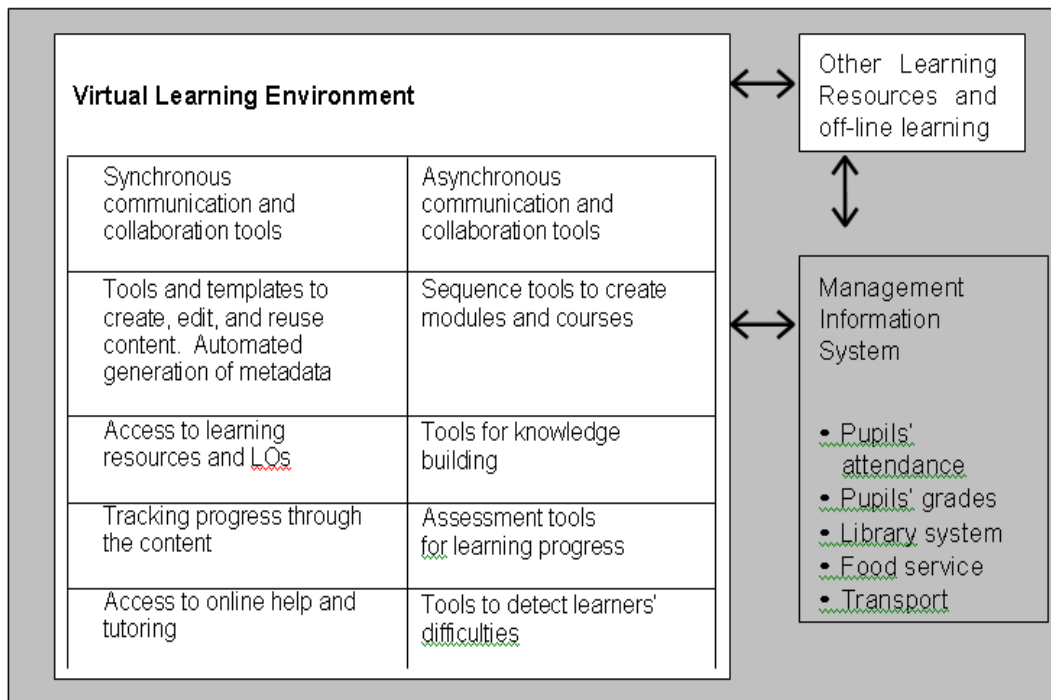 Virtual Learning Environment
Synchronous
communication and
collaboration tools
Asynchronous
communication and
collaboration tools
Tools and templates to
create, edit, and reuse
content. Automated
generation of metadata
Sequence tools to create
modules and courses
Access to learning
resources and LOs
Tools for knowledge
building
Tracking progress through
the content
Assessment tools
for learning progress
Access to online help and
tutoring
Tools to detect learners'
difficulties
Other Learning
Resources and
off-line learning
Management
Information
System
• Pupils'
attendance
• Pupils' grades
• Library system
• Food service
• Transport